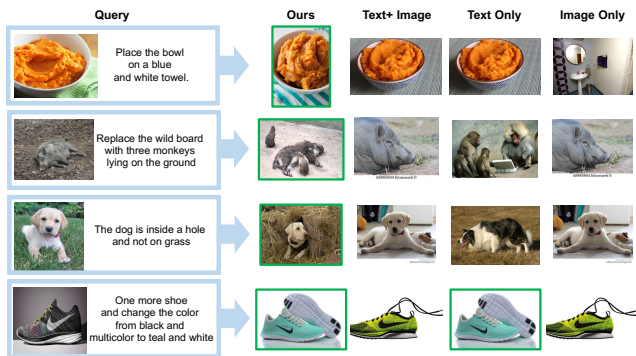 Query
Ours
Text+ Image
Text Only
Image Only
Place the bowl
on a blue
and white towel.
Replace the wild board
with three monkeys
lying on the ground
The dog is inside a hole
and not on grass
One more shoe
and change the color
from black and
multicolor to teal and white